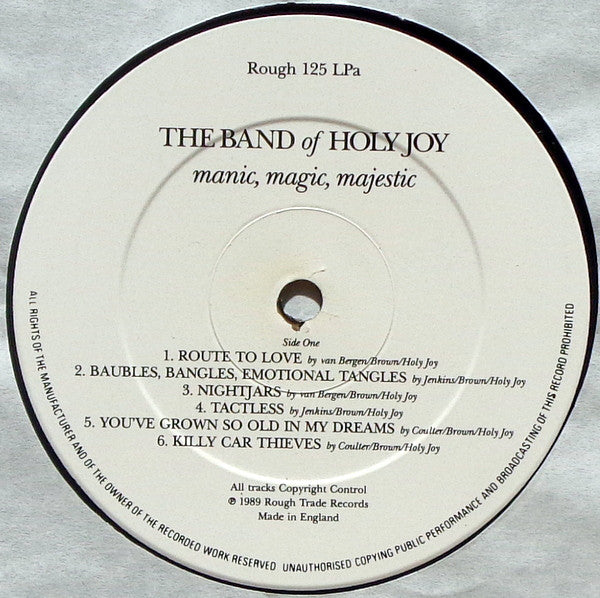 Rough 125 LPa
THE BAND of HOLY JOY
manic, magic, majestic
Side One
1. ROUTE TO LOVE by van Bergen/Brown/Holy Joy
2. BAUBLES, BANGLES, EMOTIONAL TANGLES by Jenkins/Brown/Holy Joy
3. NIGHTJARS by van Bergen/Brown/Holy Joy
4. TACTLESS by Jenkins/Brown/Holy Joy
5. YOU'VE GROWN SO OLD IN MY DREAMS by Coulter/Brown/Holy Joy
6. KILLY CAR THIEVES by Coulter/Brown/Holy Joy
All tracks Copyright Control
℗ 1989 Rough Trade Records
Made in England
ALL RIGHTS OF THE MANUFACTURER AND OF THE OWNER OF THE RECORDED WORK RESERVED UNAUTHORISED COPYING PUBLIC PERFORMANCE AND BROADCASTING OF THIS RECORD PROHIBITED